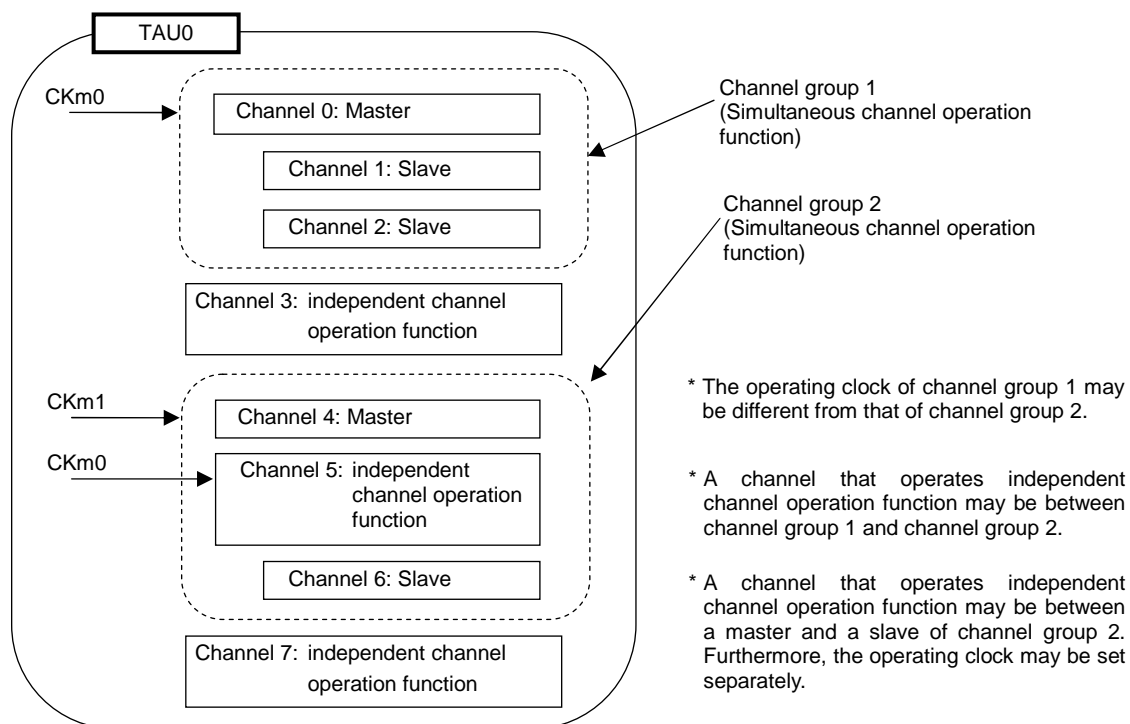 TAU0
CKm0
Channel 0: Master
Channel 1: Slave
Channel 2: Slave
Channel group 1
(Simultaneous channel operation
function)
Channel group 2
(Simultaneous channel operation
function)
Channel 3: independent channel
operation function
CKm1
Channel 4: Master
CKm0
Channel 5: independent
channel operation
function
Channel 6: Slave
Channel 7: independent channel
operation function
* The operating clock of channel group 1 may
be different from that of channel group 2.
* A channel that operates independent
channel operation function may be between
channel group 1 and channel group 2.
* A channel that operates independent
channel operation function may be between
a master and a slave of channel group 2.
Furthermore, the operating clock may be set
separately.